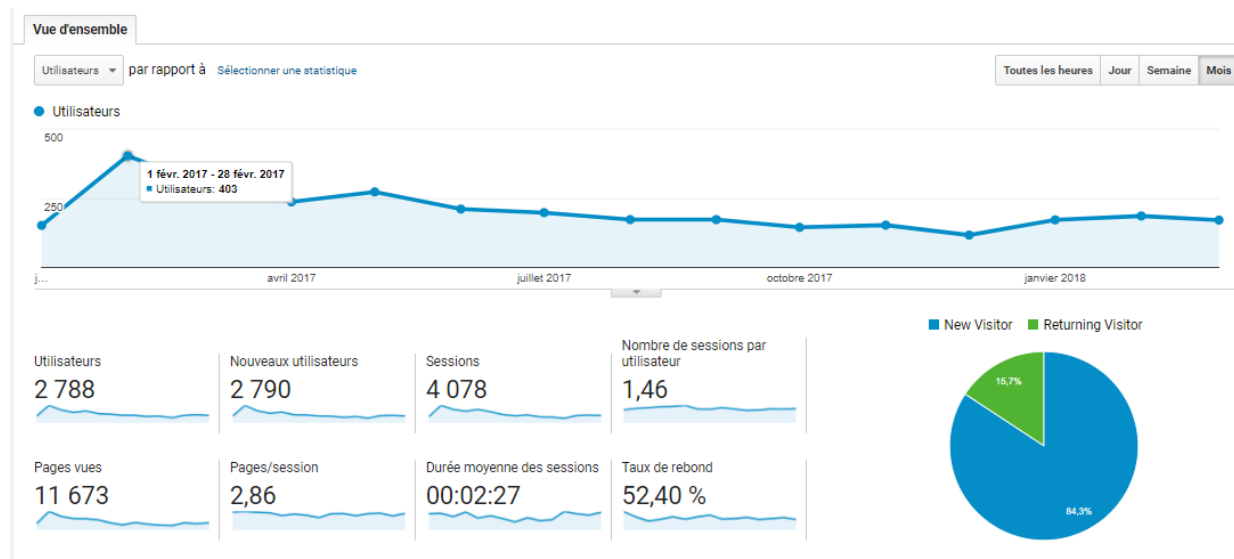 Vue d'ensemble
Utilisateurs par rapport à Sélectionner une statistique
Toutes les heures Jour Semaine Mois
Utilisateurs
500
1 févr. 2017 - 28 févr. 2017
Utilisateurs: 403
250
j... avril 2017 juillet 2017 octobre 2017 janvier 2018
New Visitor Returning Visitor
Utilisateurs
2 788
Nouveaux utilisateurs
2 790
Sessions
4 078
Nombre de sessions par
utilisateur
1,46
15,7%
84,3%
Pages vues
11 673
Pages/session
2,86
Durée moyenne des sessions
00:02:27
Taux de rebond
52,40 %